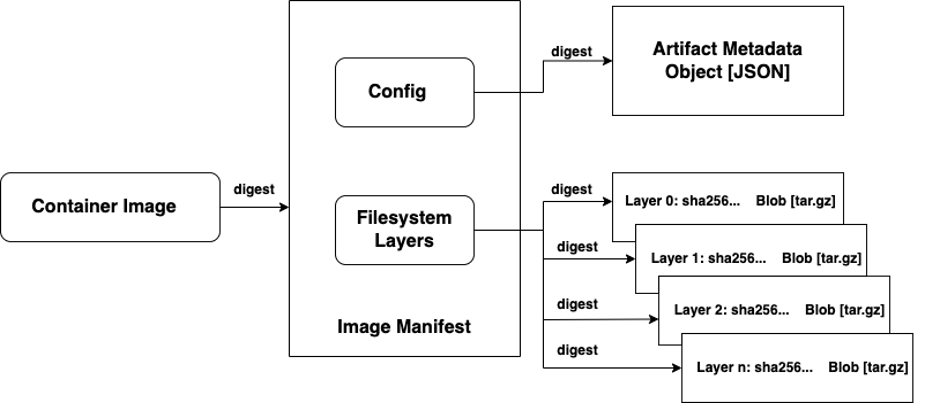 Container Image
digest
Config
Filesystem
Layers
Image Manifest
digest
Artifact Metadata
Object [JSON]
digest
Layer 0: sha256... Blob [tar.gz]
digest
Layer 1: sha256... Blob [tar.gz]
digest
Layer 2: sha256... Blob [tar.gz]
digest
Layer n: sha256... Blob [tar.gz]